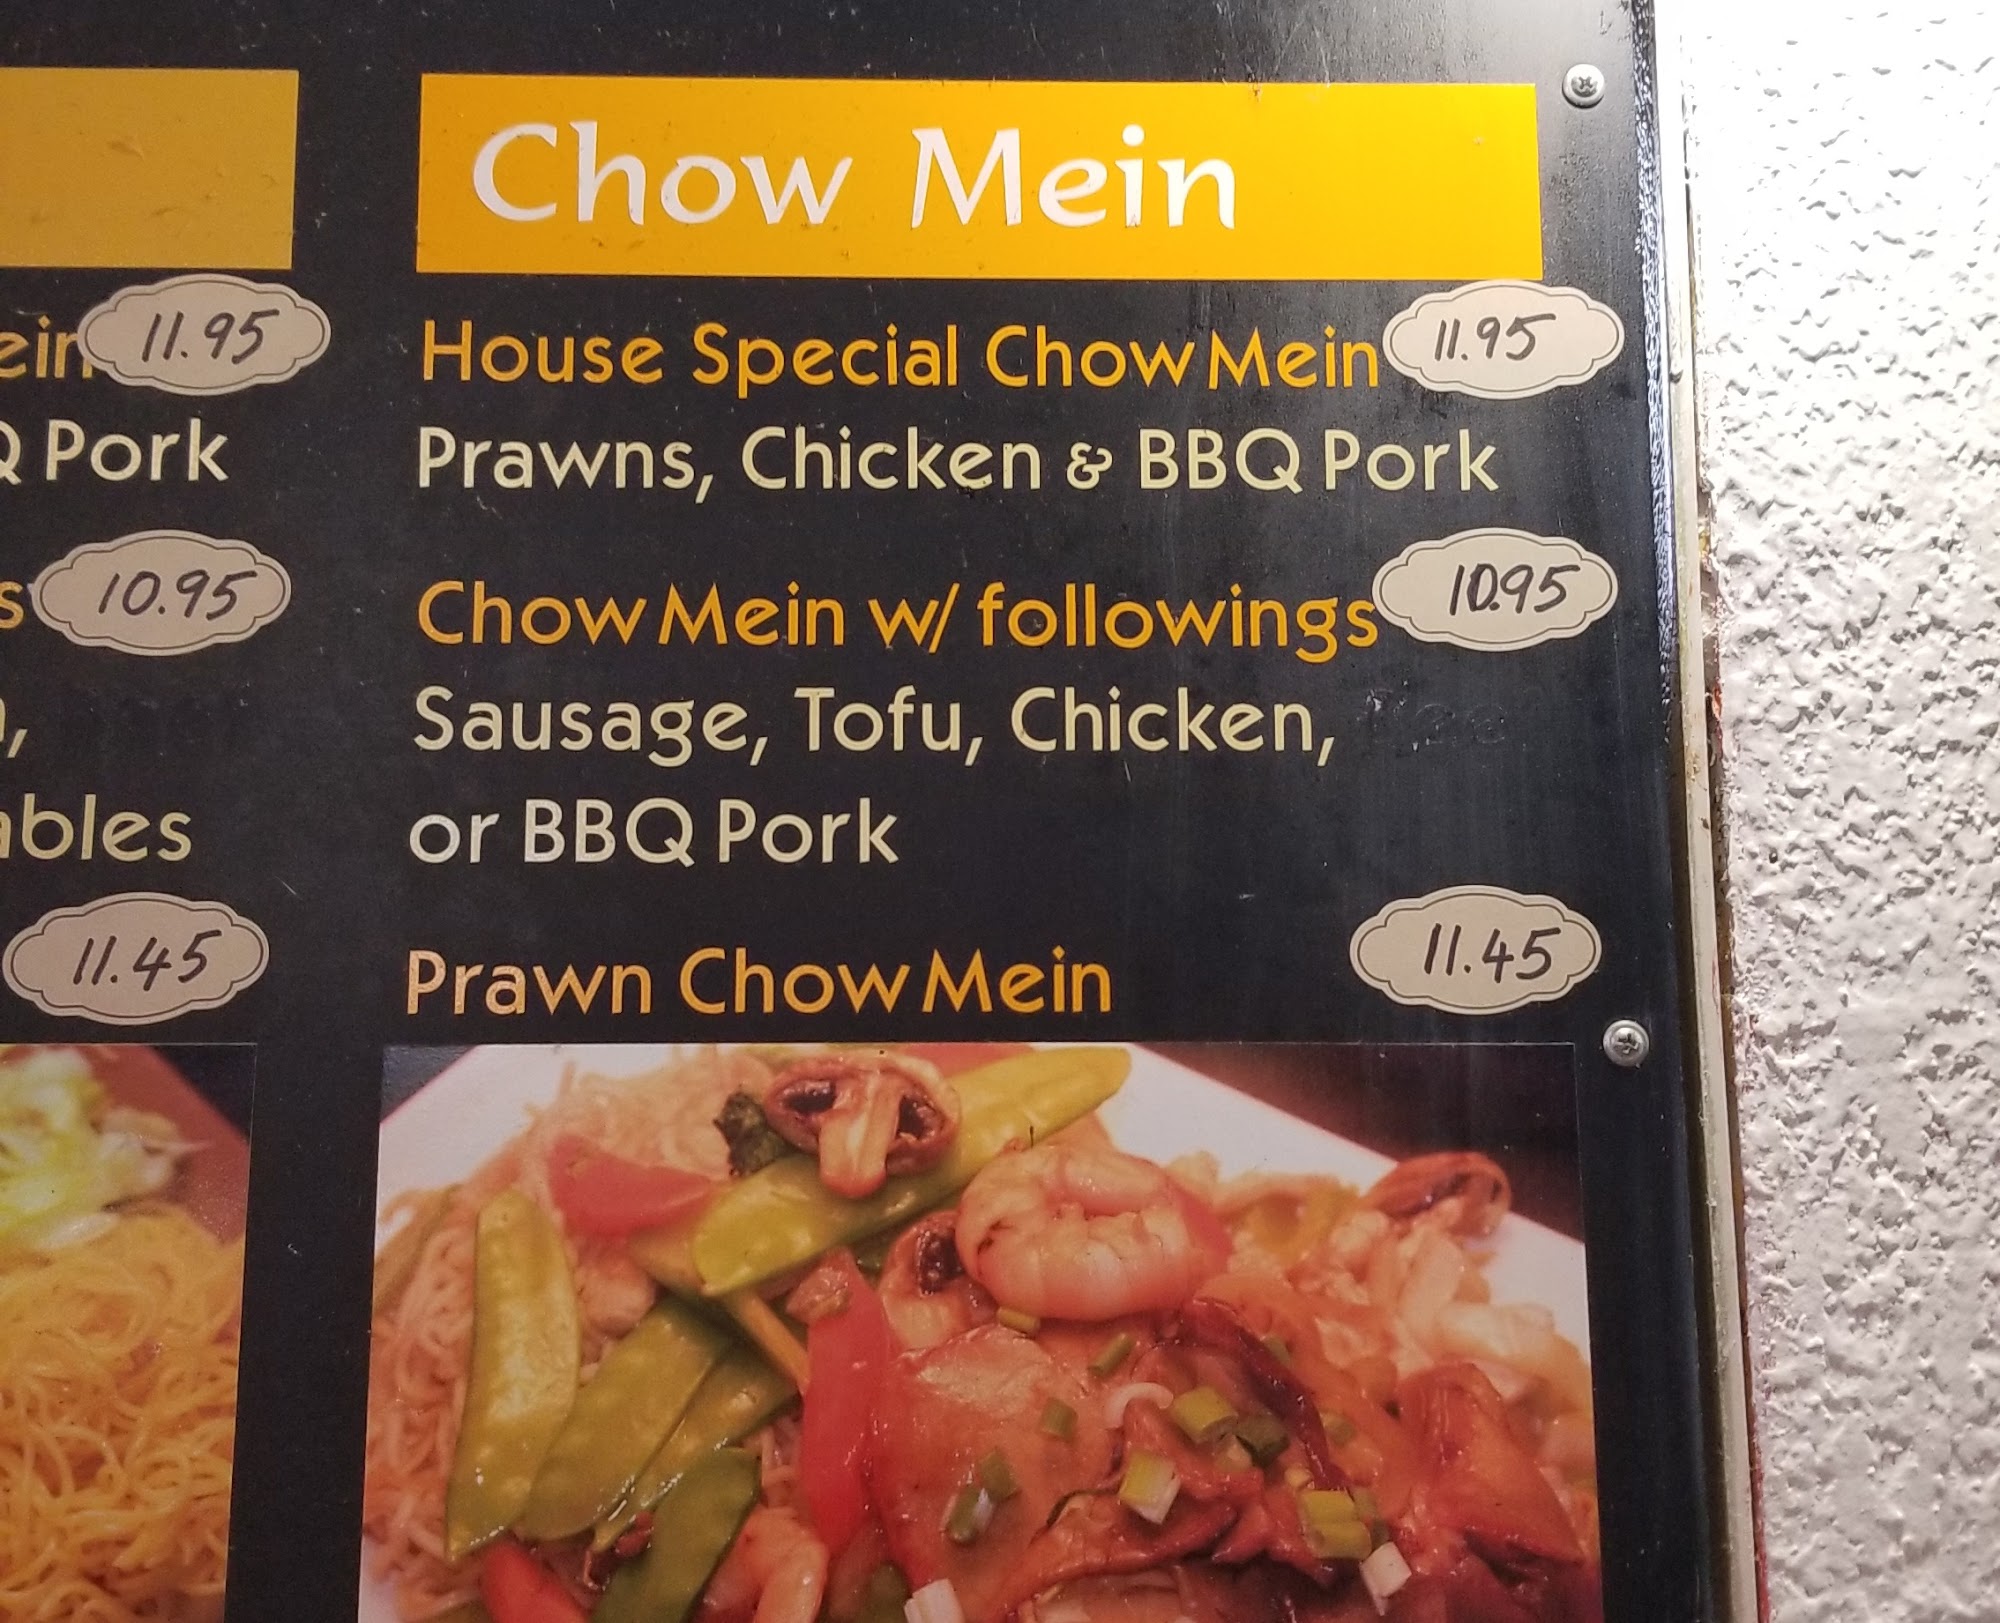 11.95
Q Pork
10.95
11.45
Chow Mein
House Special Chow Mein 11.95
Prawns, Chicken & BBQ Pork
Chow Mein w/ followings 10.95
Sausage, Tofu, Chicken,
or BBQ Pork
Prawn Chow Mein 11.45